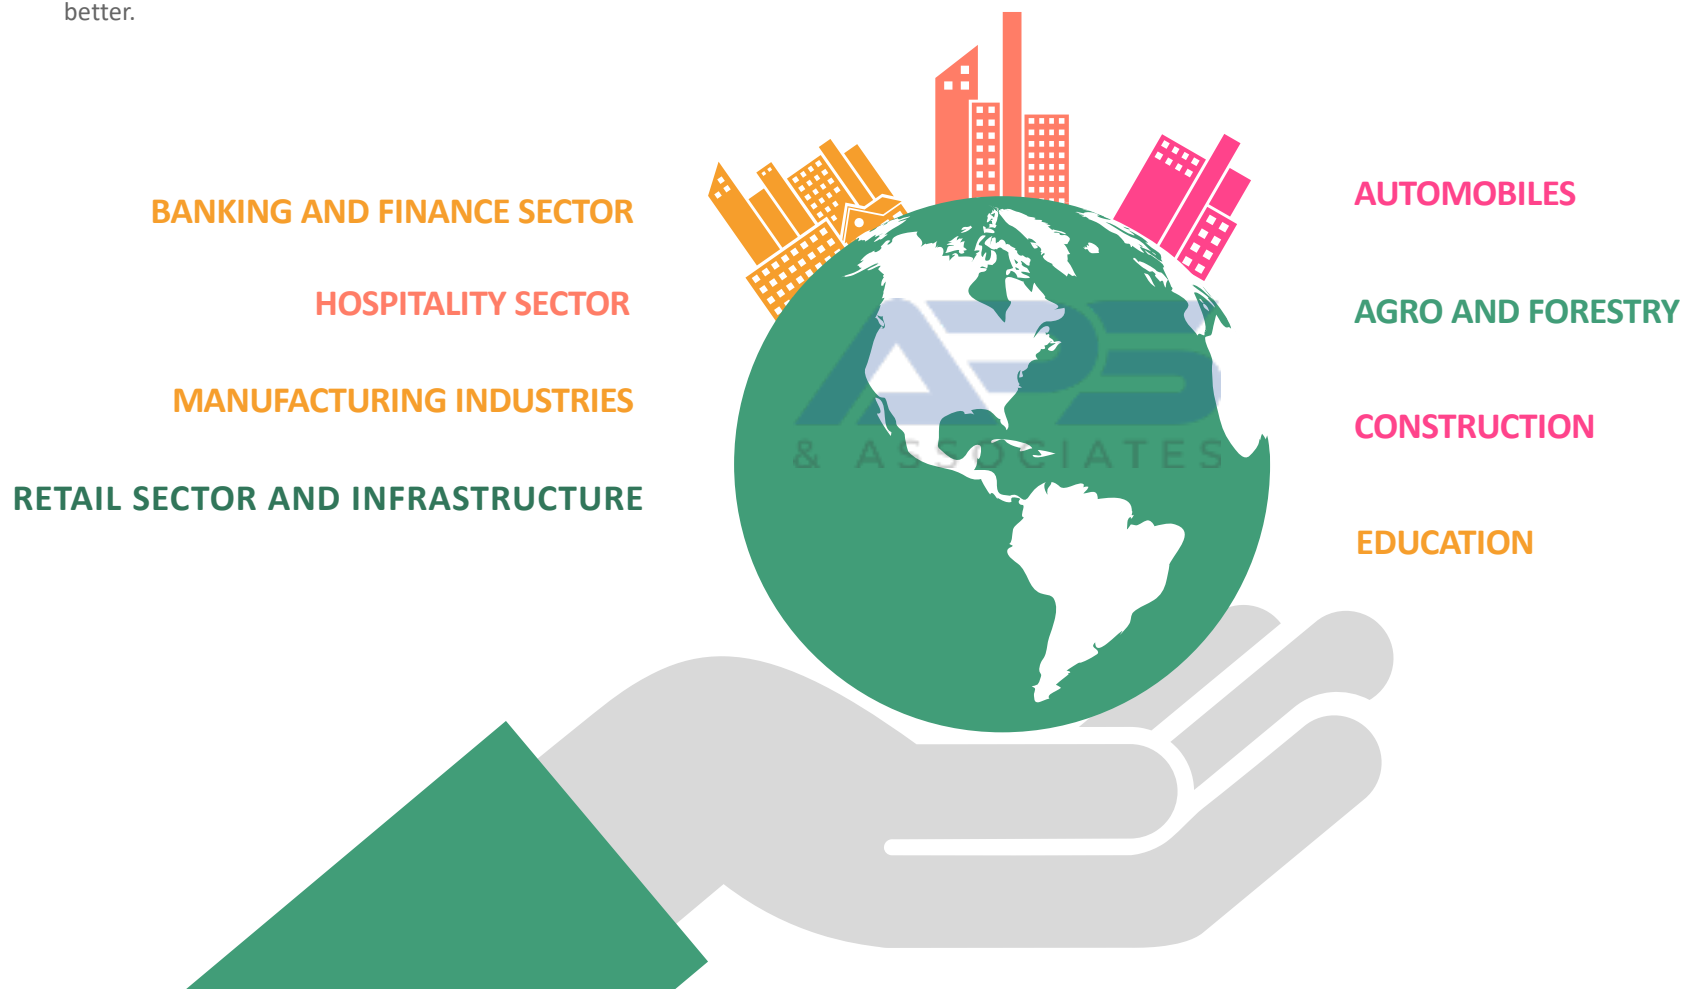 better.
BANKING AND FINANCE SECTOR
HOSPITALITY SECTOR
MANUFACTURING INDUSTRIES
RETAIL SECTOR AND INFRASTRUCTURE
APS
& ASSOCIATES
AUTOMOBILES
AGRO AND FORESTRY
CONSTRUCTION
EDUCATION